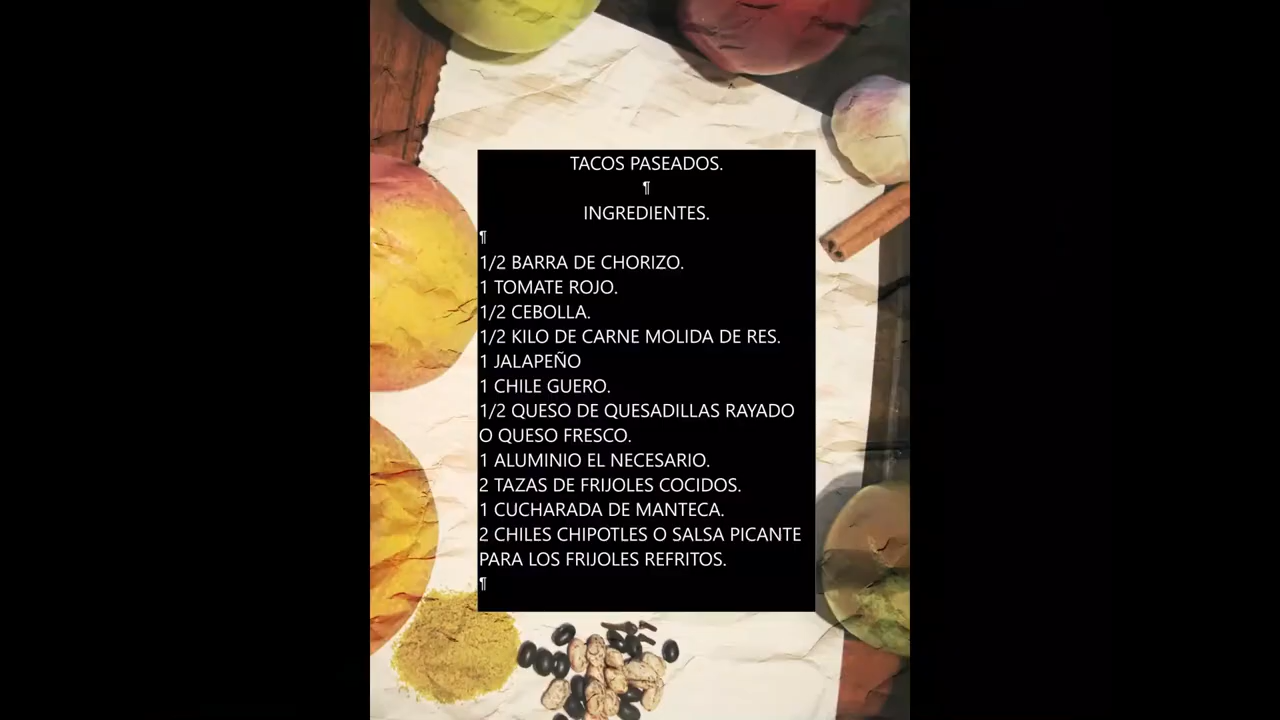 TACOS PASEADOS.
¶
INGREDIENTES.
¶
1/2 BARRA DE CHORIZO.
1 TOMATE ROJO.
1/2 CEBOLLA.
1/2 KILO DE CARNE MOLIDA DE RES.
1 JALAPEÑO
1 CHILE GUERO.
1/2 QUESO DE QUESADILLAS RAYADO
O QUESO FRESCO.
1 ALUMINIO EL NECESARIO.
2 TAZAS DE FRIJOLES COCIDOS.
1 CUCHARADA DE MANTECA.
2 CHILES CHIPOTLES O SALSA PICANTE
PARA LOS FRIJOLES REFRITOS.
¶